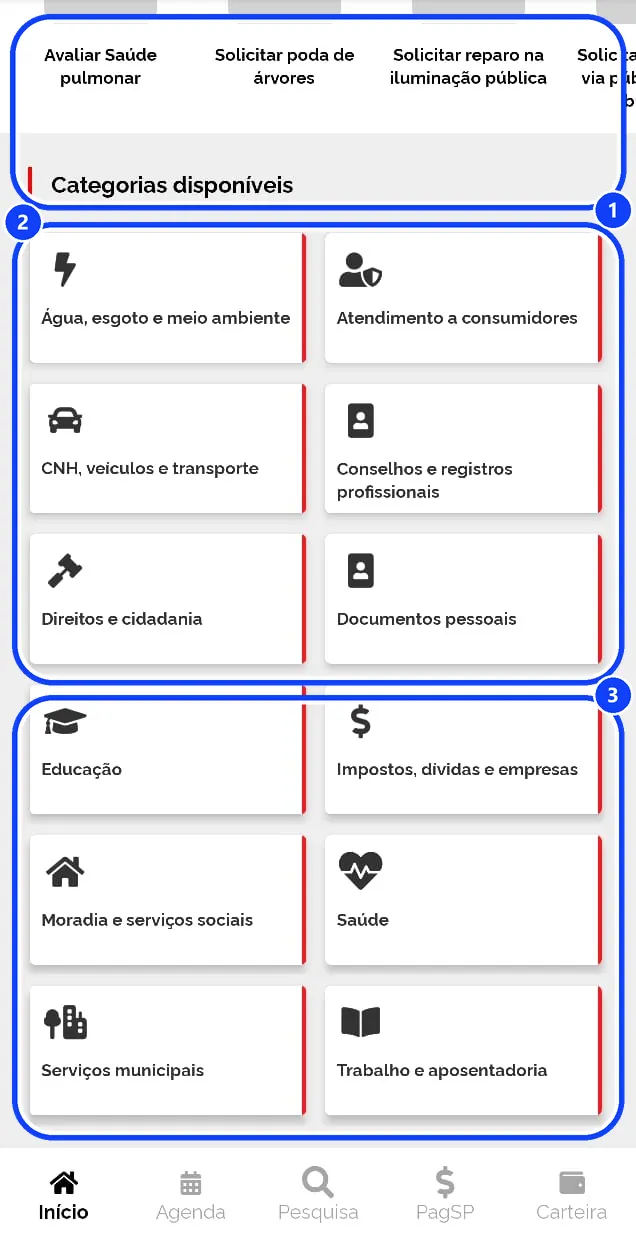 Avaliar Saúde
pulmonar
Solicitar poda de
árvores
Solicitar reparo na
iluminação pública
via
Categorias disponíveis
1
2
Água, esgoto e meio ambiente
Atendimento a consumidores
CNH, veículos e transporte
Conselhos e registros
profissionais
Direitos e cidadania
Documentos pessoais
3
Educação
Impostos, dívidas e empresas
Moradia e serviços sociais
Saúde
Serviços municipais
Trabalho e aposentadoria
Início
Agenda
Pesquisa
PagSP
Carteira